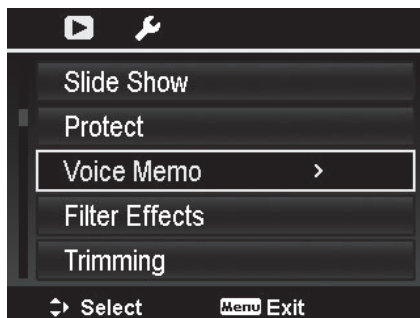 Slide Show
Protect
Voice Memo >
Filter Effects
Trimming
Select Menu Exit